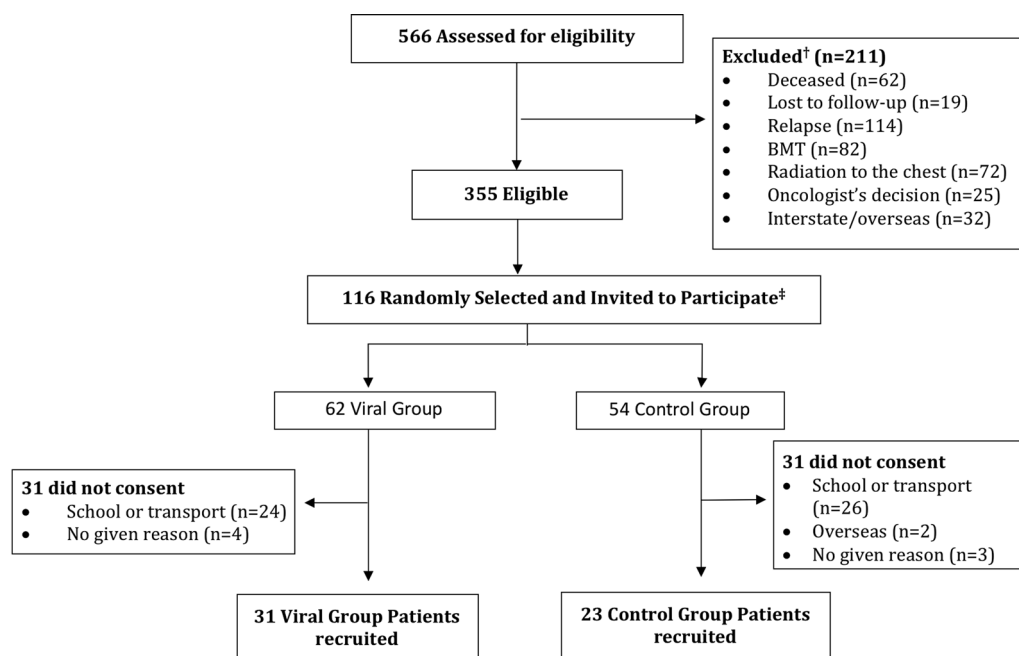 566 Assessed for eligibility
Excluded† (n=211)
• Deceased (n=62)
• Lost to follow-up (n=19)
• Relapse (n=114)
• BMT (n=82)
• Radiation to the chest (n=72)
• Oncologist's decision (n=25)
• Interstate/overseas (n=32)
355 Eligible
116 Randomly Selected and Invited to Participate‡
62 Viral Group
54 Control Group
31 did not consent
• School or transport (n=24)
• No given reason (n=4)
31 did not consent
• School or transport
(n=26)
• Overseas (n=2)
• No given reason (n=3)
31 Viral Group Patients
recruited
23 Control Group Patients
recruited